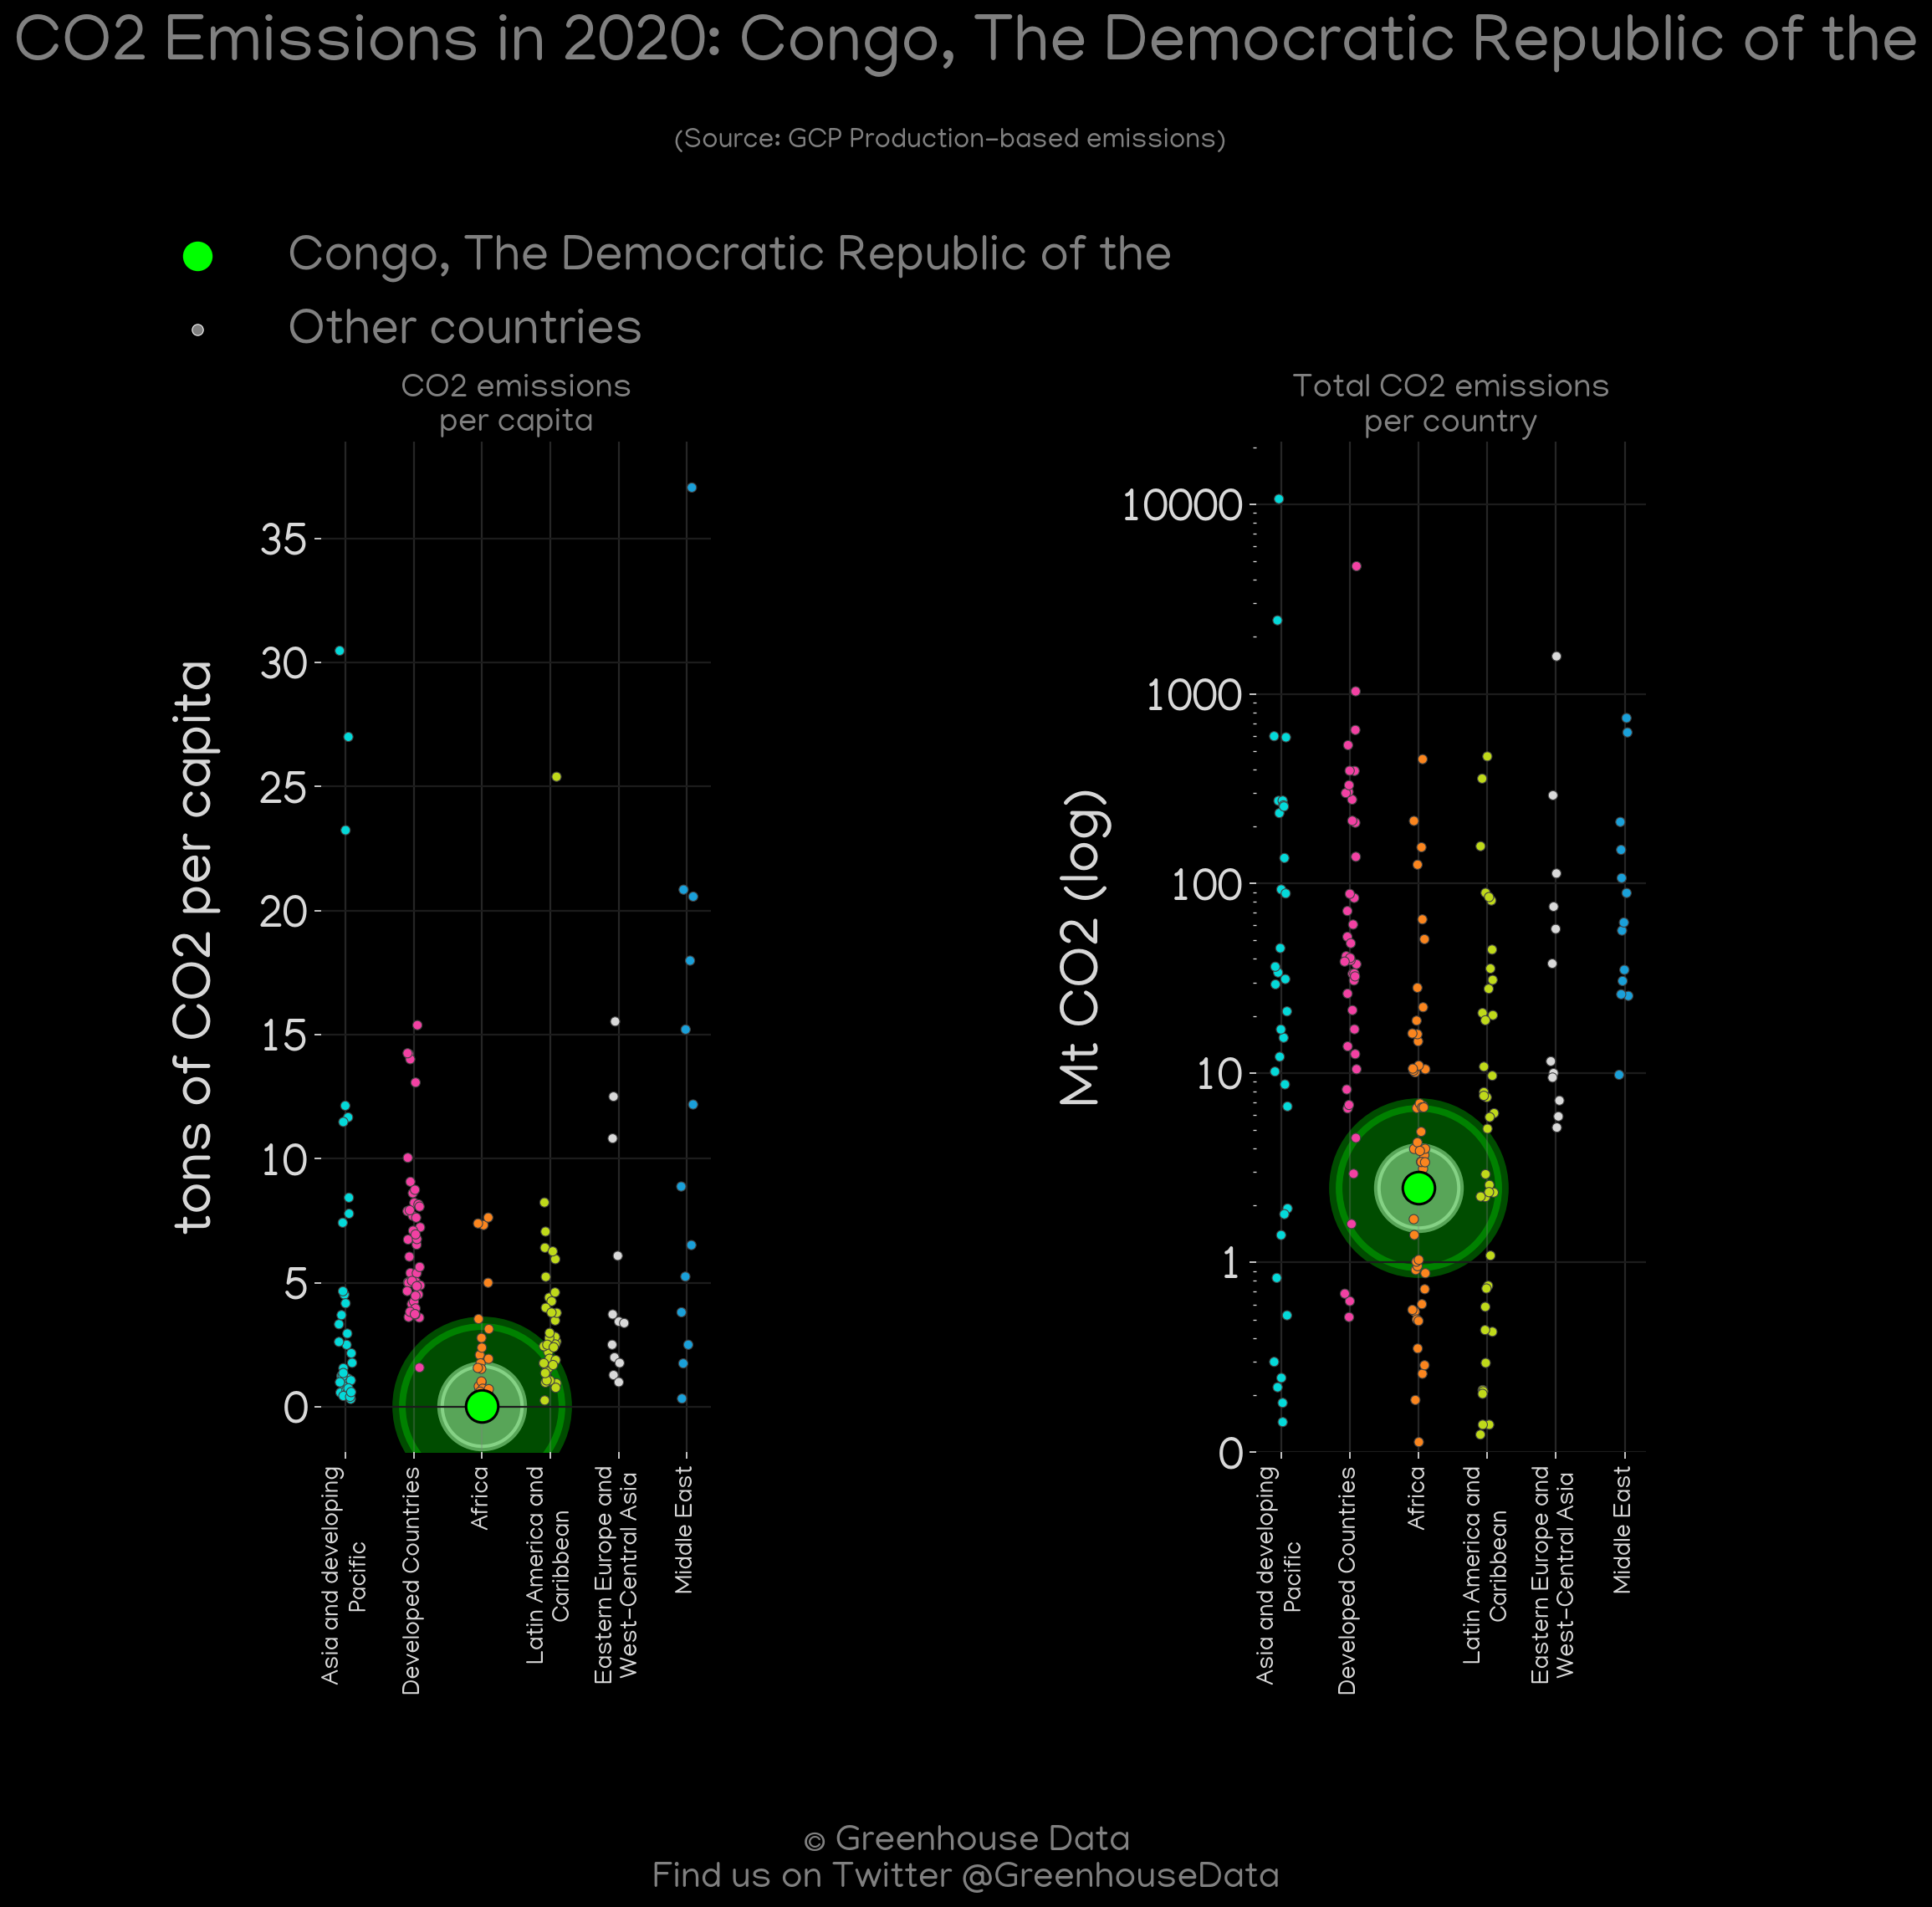 CO2 Emissions in 2020: Congo, The Democratic Republic of the
(Source: GCP Production-based emissions)
Congo, The Democratic Republic of the
Other countries
CO2 emissions
per capita
tons of CO2 per capita
35
30
25
20
15
10
5
0
Asia and developing
Pacific
Developed Countries
Africa
Latin America and
Caribbean
Eastern Europe and
West-Central Asia
Middle East
Total CO2 emissions
per country
Mt CO2 (log)
10000
1000
100
10
1
0
Asia and developing
Pacific
Developed Countries
Africa
Latin America and
Caribbean
Eastern Europe and
West-Central Asia
Middle East
© Greenhouse Data
Find us on Twitter @GreenhouseData